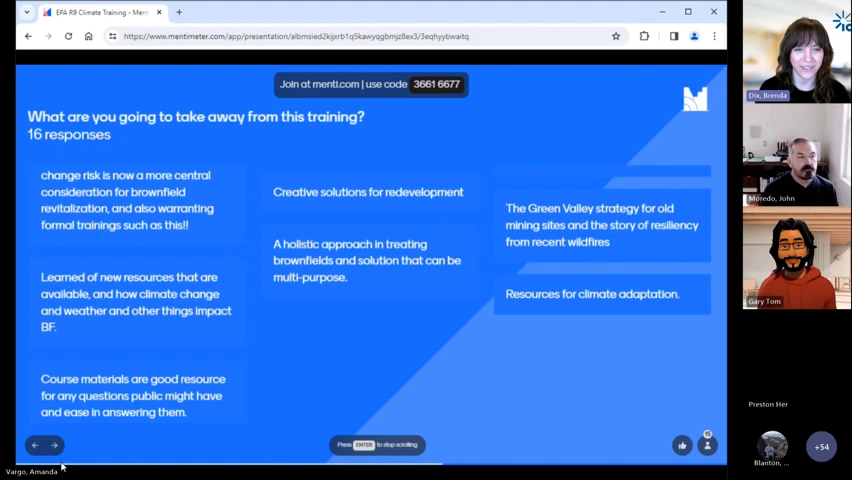 EPA R9 Climate Training - Men
https://www.mentimeter.com/app/presentation/albmsied2kijxrb1q5kawyqgbmjz8ex3/3eqhyybwaitq
Join at menti.com | use code 3661 6677
What are you going to take away from this training?
16 responses
change risk is now a more central
consideration for brownfield
revitalization, and also warranting
formal trainings such as this!!
Learned of new resources that are
available, and how climate change
and weather and other things impact
BF.
Course materials are good resource
for any questions public might have
and ease in answering them.
Creative solutions for redevelopment
A holistic approach in treating
brownfields and solution that can be
multi-purpose.
The Green Valley strategy for old
mining sites and the story of resiliency
from recent wildfires
Resources for climate adaptation.
Press ENTER to stop scrolling
15
Vargo, Amanda
Dix, Brenda
Moredo, John
Gary Tom
Preston Her
Blanton, ...
+54